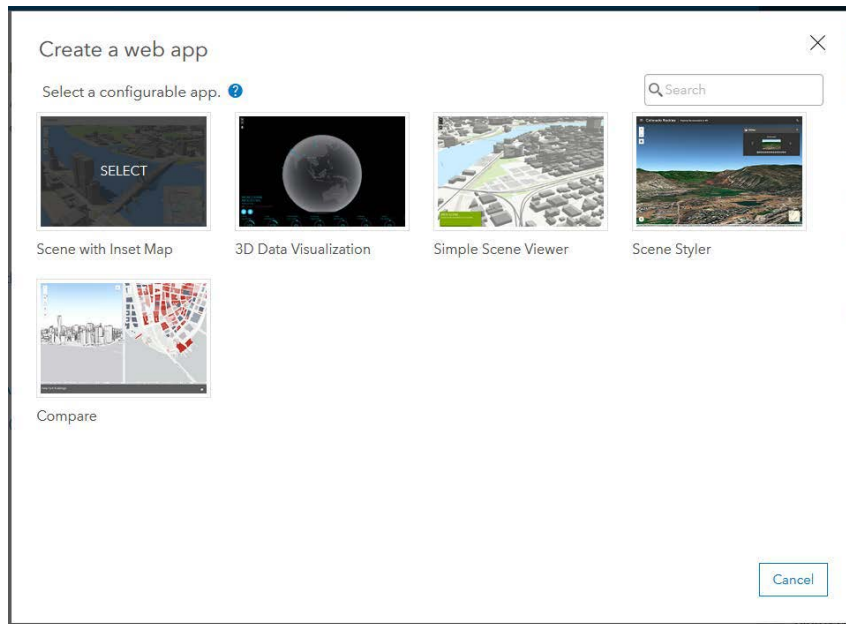 Create a web app
Select a configurable app. ?
Search
SELECT
Scene with Inset Map
3D Data Visualization
Simple Scene Viewer
Scene Styler
Compare
Cancel